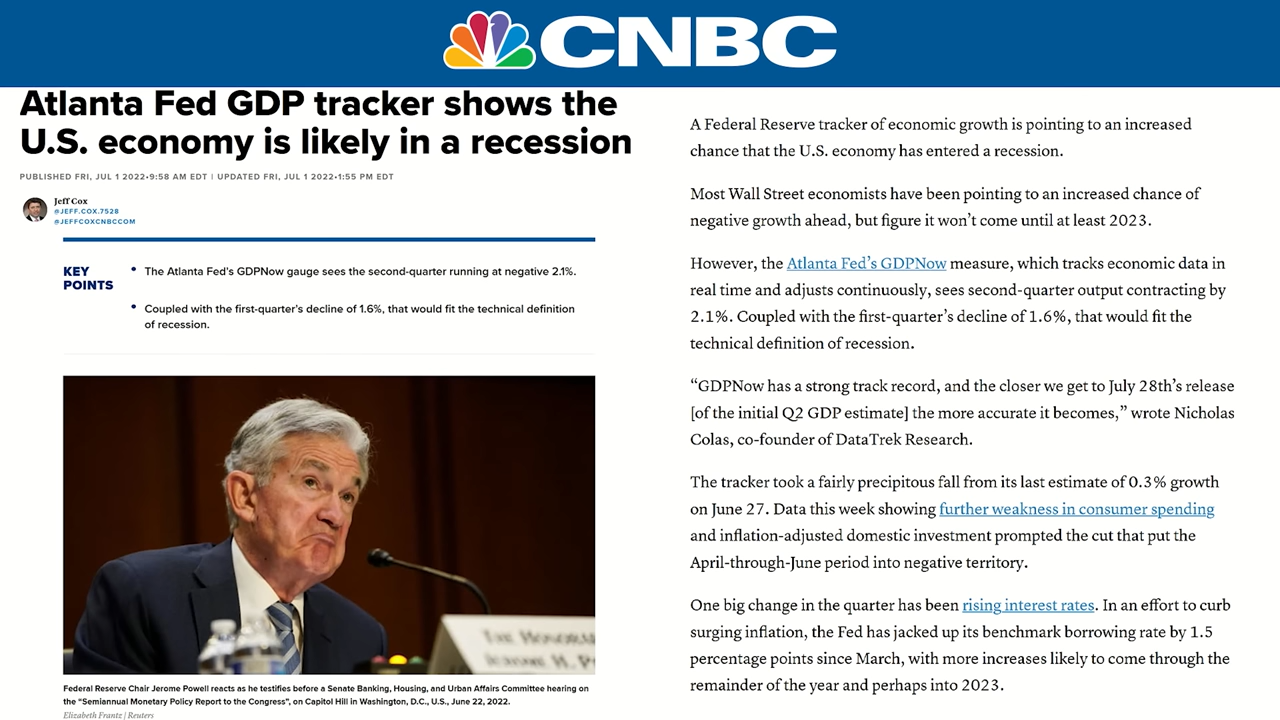 CNBC
Atlanta Fed GDP tracker shows the
U.S. economy is likely in a recession
PUBLISHED FRI, JUL 1 2022•9:58 AM EDT | UPDATED FRI, JUL 1 2022•1:55 PM EDT
Jeff Cox
@JEFF.COX.7528
@JEFFCOXCNBCCOM
KEY
POINTS
• The Atlanta Fed's GDPNow gauge sees the second-quarter running at negative 2.1%.
• Coupled with the first-quarter's decline of 1.6%, that would fit the technical definition
of recession.
THE HONORA
JEROME H. P
Federal Reserve Chair Jerome Powell reacts as he testifies before a Senate Banking, Housing, and Urban Affairs Committee hearing on
the "Semiannual Monetary Policy Report to the Congress", on Capitol Hill in Washington, D.C., U.S., June 22, 2022.
Elizabeth Frantz | Reuters
A Federal Reserve tracker of economic growth is pointing to an increased
chance that the U.S. economy has entered a recession.
Most Wall Street economists have been pointing to an increased chance of
negative growth ahead, but figure it won’t come until at least 2023.
However, the Atlanta Fed’s GDPNow measure, which tracks economic data in
real time and adjusts continuously, sees second-quarter output contracting by
2.1%. Coupled with the first-quarter’s decline of 1.6%, that would fit the
technical definition of recession.
“GDPNow has a strong track record, and the closer we get to July 28th’s release
[of the initial Q2 GDP estimate] the more accurate it becomes,” wrote Nicholas
Colas, co-founder of DataTrek Research.
The tracker took a fairly precipitous fall from its last estimate of 0.3% growth
on June 27. Data this week showing further weakness in consumer spending
and inflation-adjusted domestic investment prompted the cut that put the
April-through-June period into negative territory.
One big change in the quarter has been rising interest rates. In an effort to curb
surging inflation, the Fed has jacked up its benchmark borrowing rate by 1.5
percentage points since March, with more increases likely to come through the
remainder of the year and perhaps into 2023.